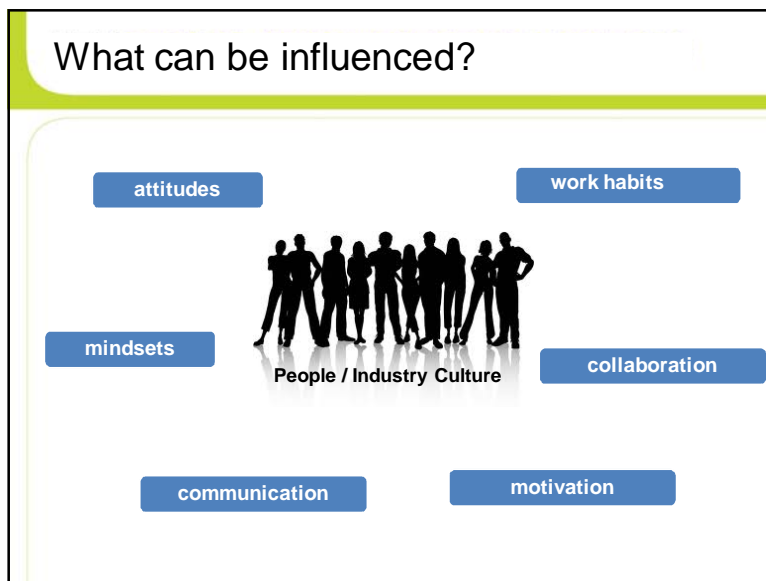 What can be influenced?
attitudes
work habits
mindsets
collaboration
People / Industry Culture
communication
motivation